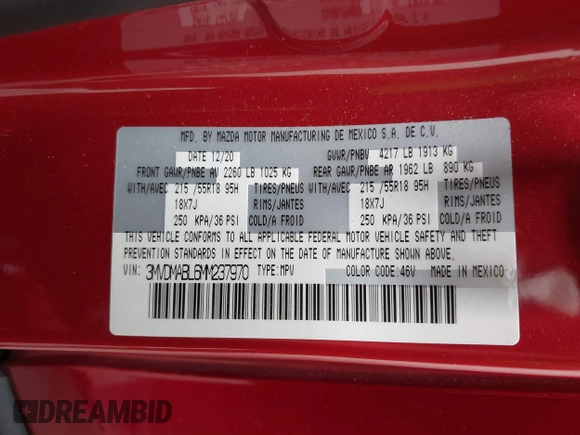 MFD. BY MAZDA MOTOR MANUFACTURING DE MEXICO S.A. DE C.V.
DATE 12/20 GVWR/PNBV 4217 LB 1913 KG
FRONT GAWR/PNBE AV 2260 LB 1025 KG REAR GAWR/PNBE AR 1962 LB 890 KG
WITH/AVEC 215 /55R18 95H TIRES/PNEUS WITH/AVEC 215 /55R18 95H TIRES/PNEUS
18X7J RIMS/JANTES 18X7J RIMS/JANTES
250 KPA/36 PSI COLD/A FROID 250 KPA/36 PSI COLD/A FROID
THIS VEHICLE CONFORMS TO ALL APPLICABLE FEDERAL MOTOR VEHICLE SAFETY AND THEFT
PREVENTION STANDARDS IN EFFECT ON THE DATE OF MANUFACTURE SHOWN ABOVE.
VIN: 3MVDMABL6MM237970 TYPE: MPV COLOR CODE: 46V MADE IN MEXICO
DREAMBID